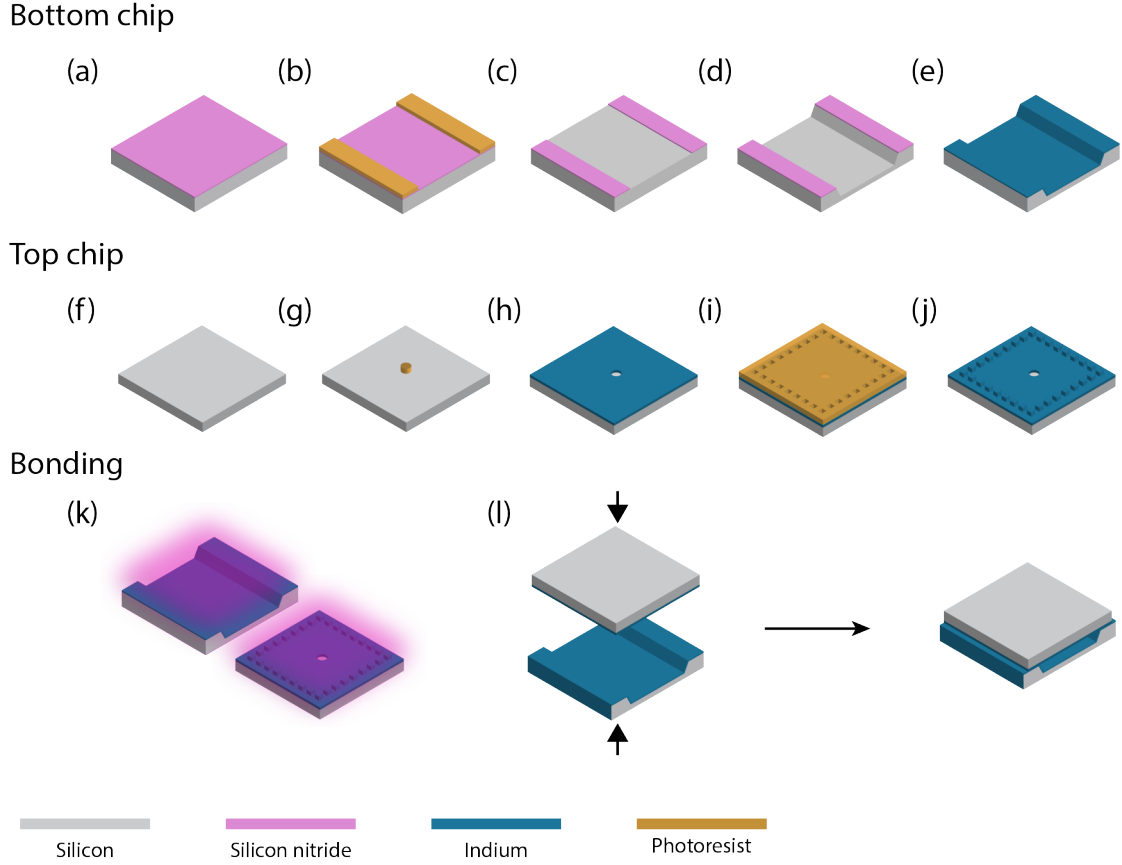 Bottom chip
(a) (b) (c) (d) (e)
Top chip
(f) (g) (h) (i) (j)
Bonding
(k) (l)
Silicon Silicon nitride Indium Photoresist